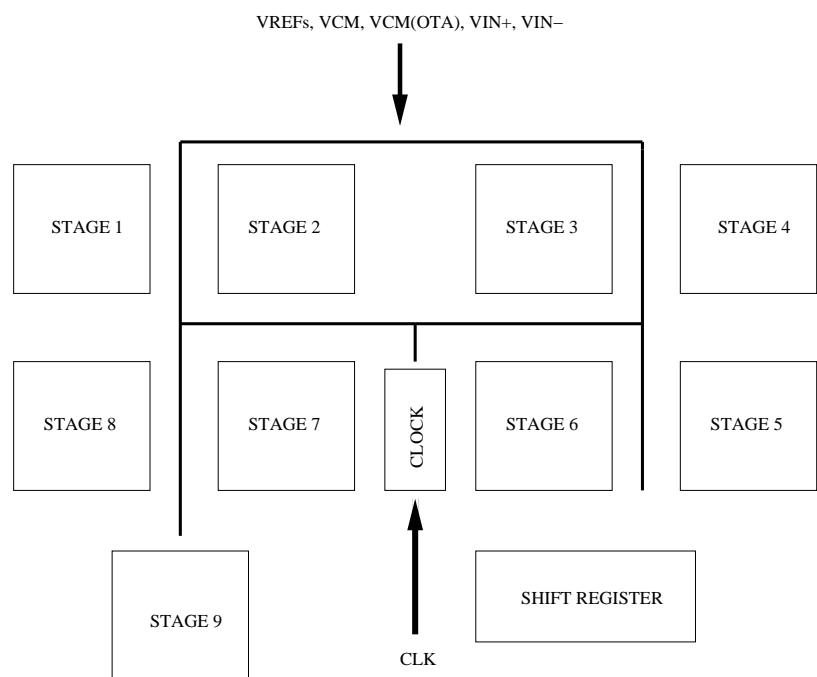 VREFs, VCM, VCM(OTA), VIN+, VIN−
STAGE 1
STAGE 2
STAGE 3
STAGE 4
STAGE 8
STAGE 7
CLOCK
STAGE 6
STAGE 5
STAGE 9
SHIFT REGISTER
CLK